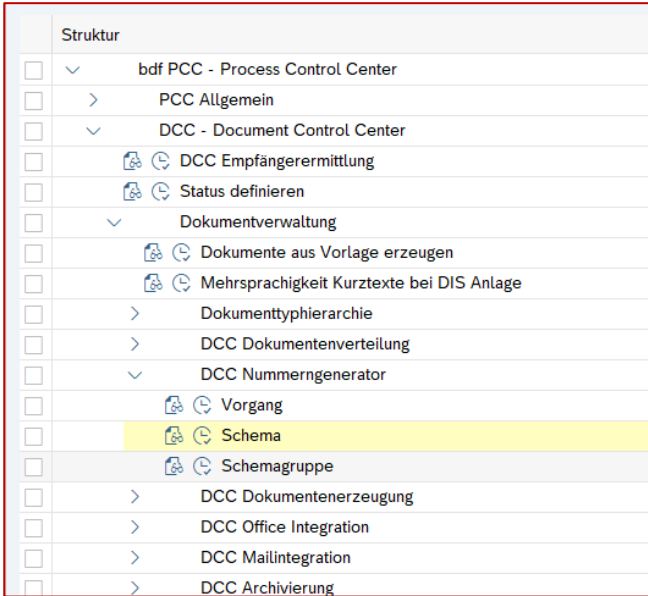 Struktur
bdf PCC - Process Control Center
PCC Allgemein
DCC - Document Control Center
DCC Empfängerermittlung
Status definieren
Dokumentverwaltung
Dokumente aus Vorlage erzeugen
Mehrsprachigkeit Kurztexte bei DIS Anlage
Dokumenttyphierarchie
DCC Dokumentenverteilung
DCC Nummerngenerator
Vorgang
Schema
Schemagruppe
DCC Dokumentenerzeugung
DCC Office Integration
DCC Mailintegration
DCC Archivierung